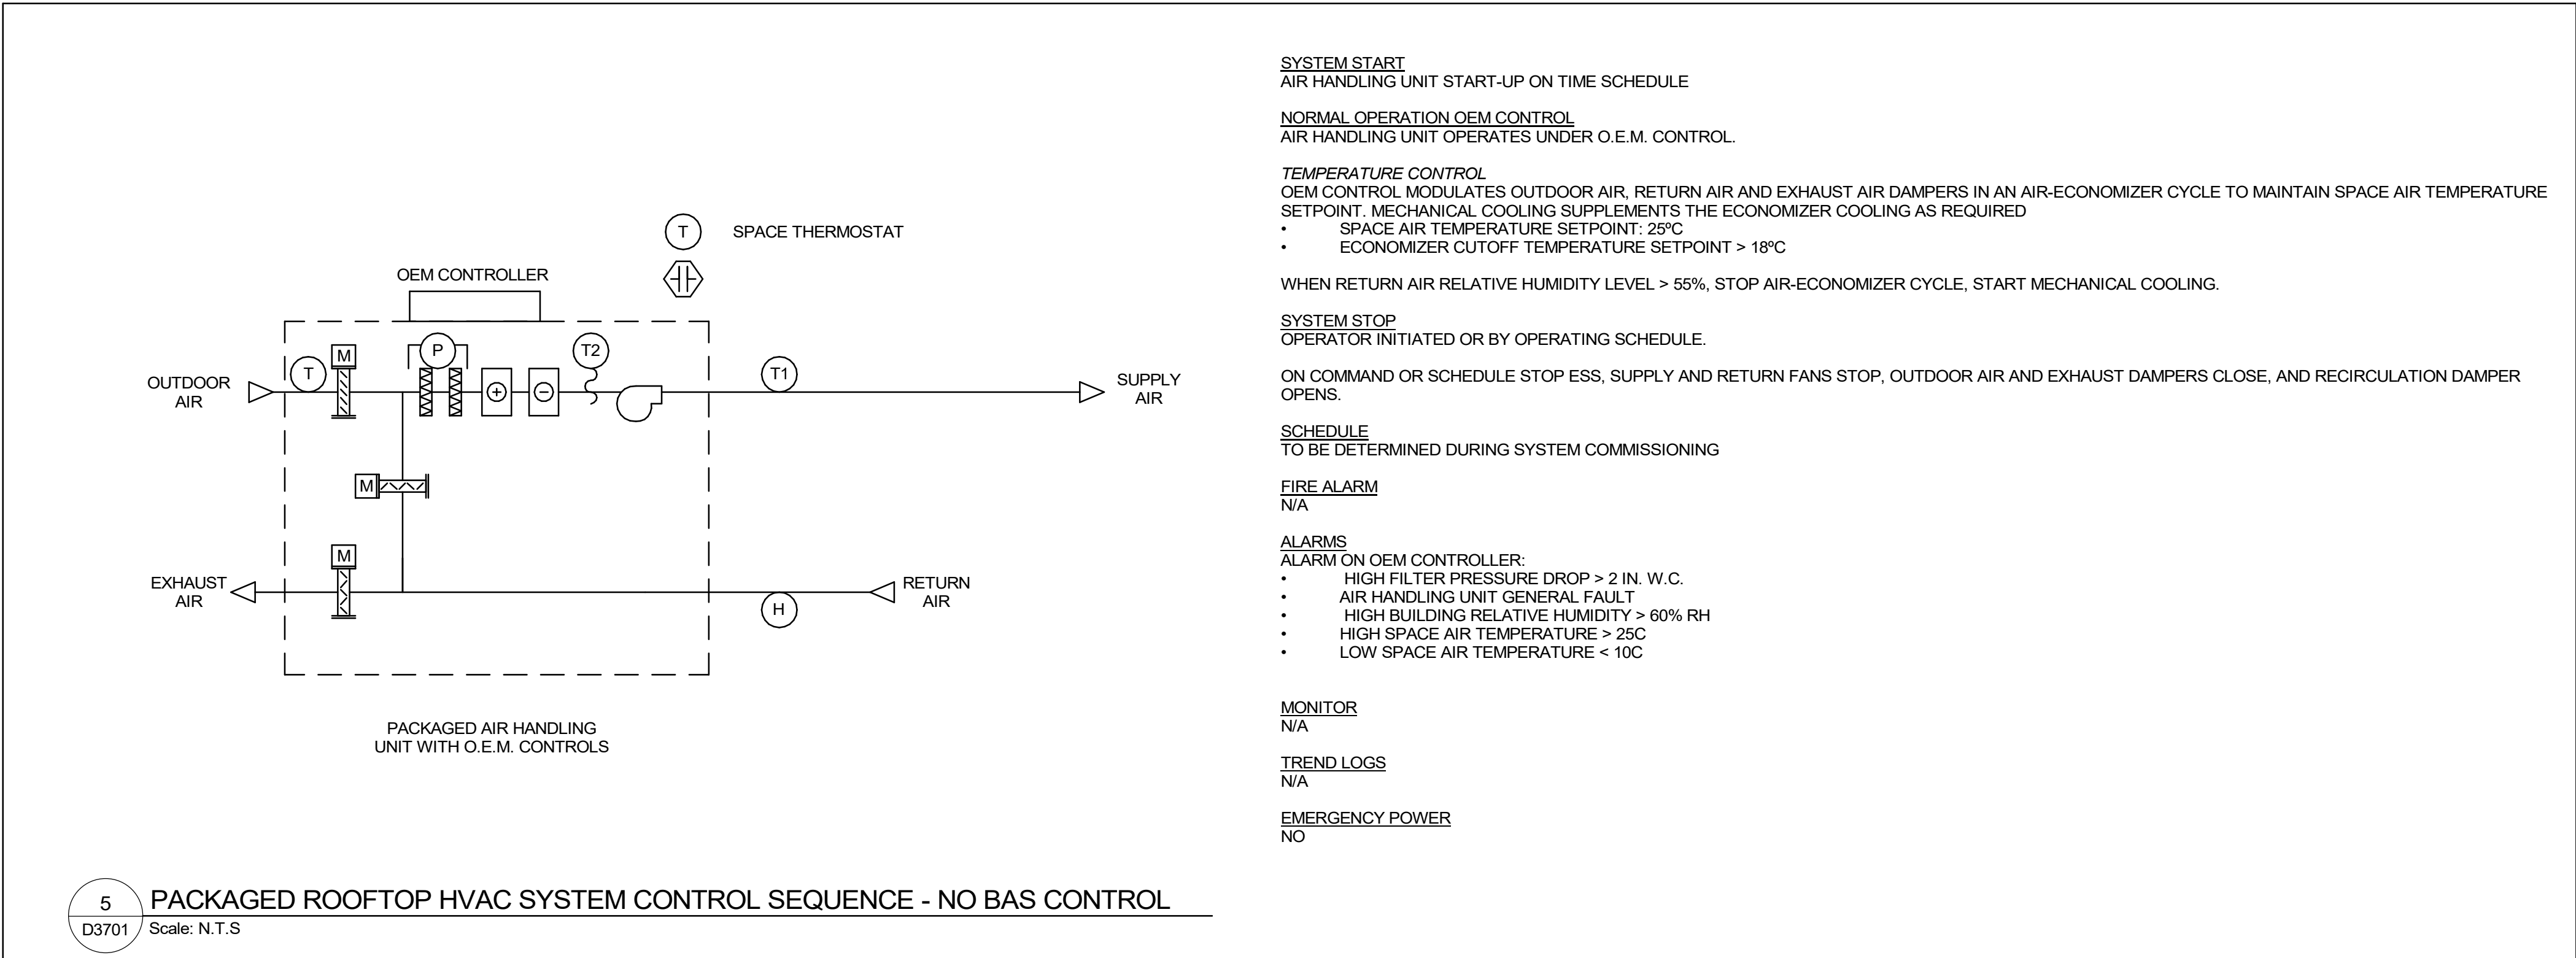 SYSTEM START
AIR HANDLING UNIT START-UP ON TIME SCHEDULE
NORMAL OPERATION OEM CONTROL
AIR HANDLING UNIT OPERATES UNDER O.E.M. CONTROL.
TEMPERATURE CONTROL
OEM CONTROL MODULATES OUTDOOR AIR, RETURN AIR AND EXHAUST AIR DAMPERS IN AN AIR-ECONOMIZER CYCLE TO MAINTAIN SPACE AIR TEMPERATURE
SETPOINT. MECHANICAL COOLING SUPPLEMENTS THE ECONOMIZER COOLING AS REQUIRED
• SPACE AIR TEMPERATURE SETPOINT: 25ºC
• ECONOMIZER CUTOFF TEMPERATURE SETPOINT > 18ºC
WHEN RETURN AIR RELATIVE HUMIDITY LEVEL > 55%, STOP AIR-ECONOMIZER CYCLE, START MECHANICAL COOLING.
SYSTEM STOP
OPERATOR INITIATED OR BY OPERATING SCHEDULE.
ON COMMAND OR SCHEDULE STOP ESS, SUPPLY AND RETURN FANS STOP, OUTDOOR AIR AND EXHAUST DAMPERS CLOSE, AND RECIRCULATION DAMPER
OPENS.
SCHEDULE
TO BE DETERMINED DURING SYSTEM COMMISSIONING
FIRE ALARM
N/A
ALARMS
ALARM ON OEM CONTROLLER:
• HIGH FILTER PRESSURE DROP > 2 IN. W.C.
• AIR HANDLING UNIT GENERAL FAULT
• HIGH BUILDING RELATIVE HUMIDITY > 60% RH
• HIGH SPACE AIR TEMPERATURE > 25C
• LOW SPACE AIR TEMPERATURE < 10C
MONITOR
N/A
TREND LOGS
N/A
EMERGENCY POWER
NO
T
SPACE THERMOSTAT
OEM CONTROLLER
M
P
T2
T
T1
OUTDOOR
AIR
+
−
SUPPLY
AIR
M
M
EXHAUST
AIR
H
RETURN
AIR
PACKAGED AIR HANDLING
UNIT WITH O.E.M. CONTROLS
5
D3701
PACKAGED ROOFTOP HVAC SYSTEM CONTROL SEQUENCE - NO BAS CONTROL
Scale: N.T.S